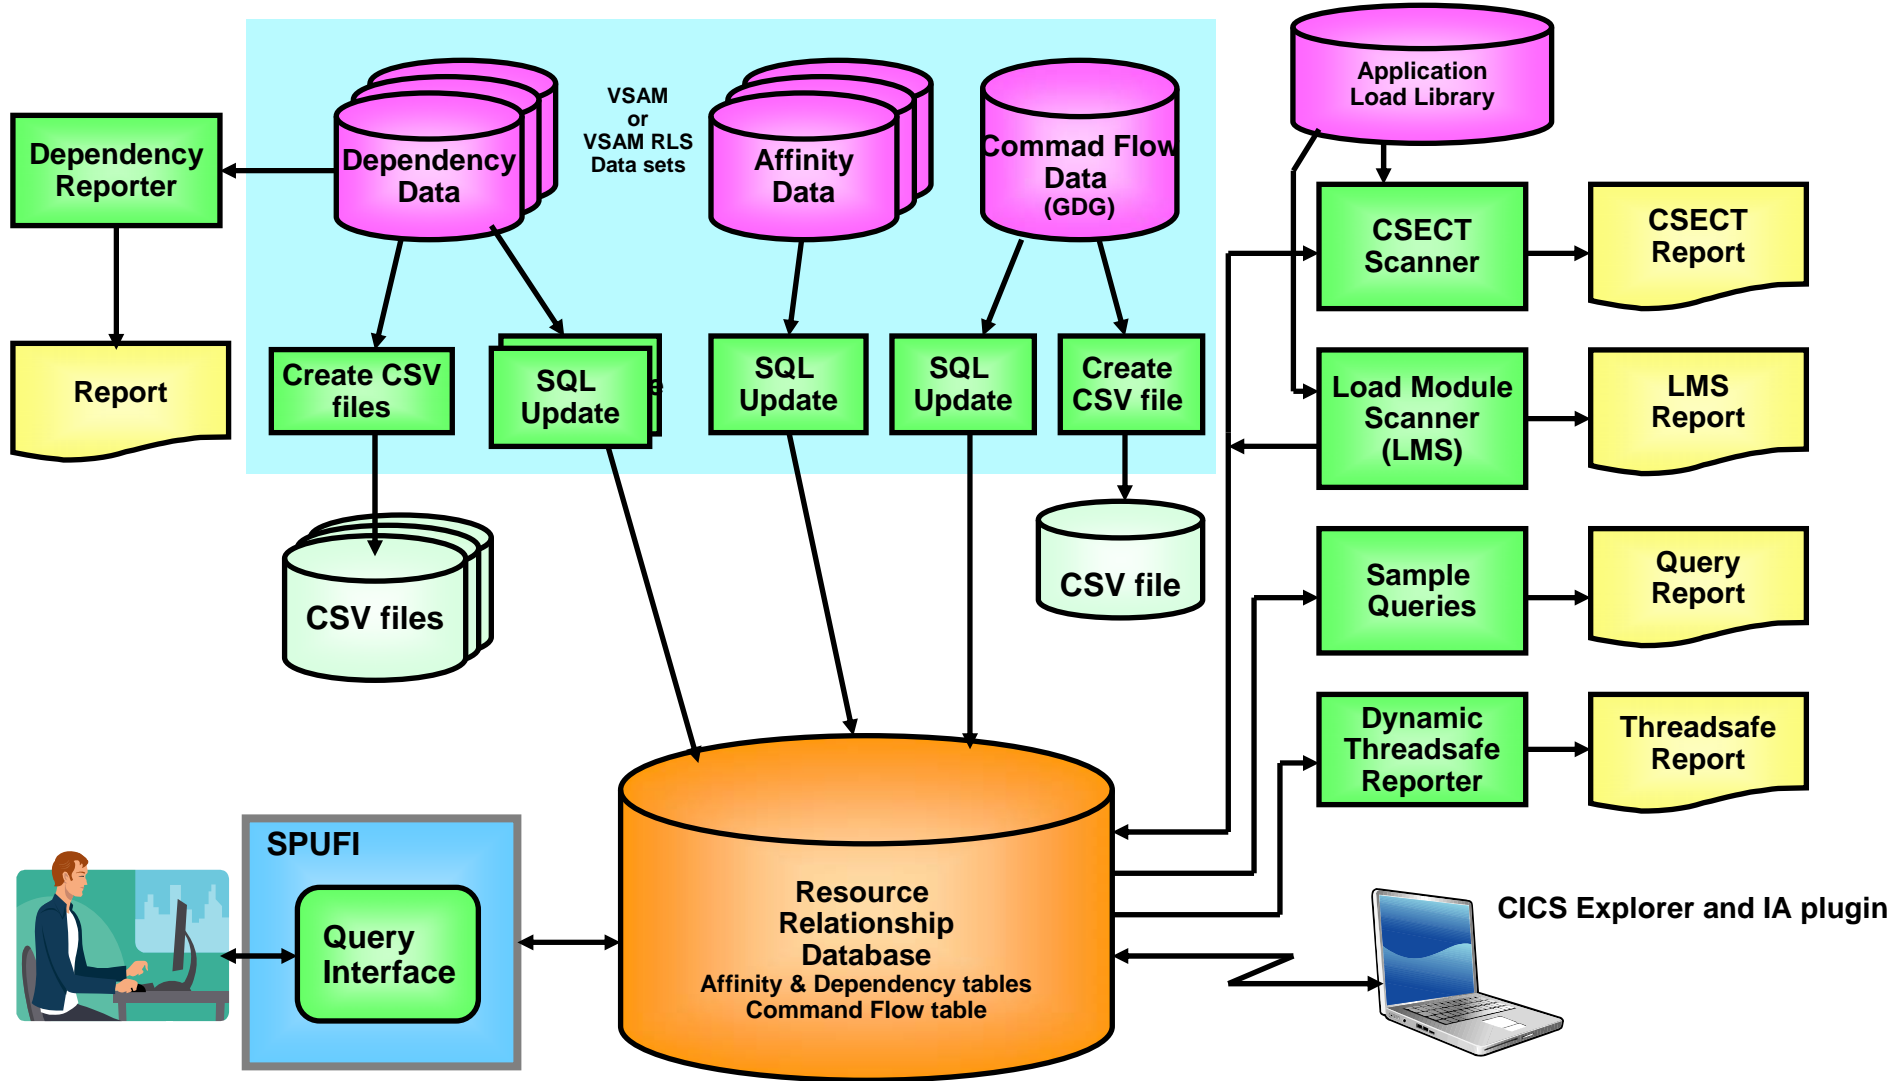 Application
Load Library
VSAM
or
VSAM RLS
Data sets
Dependency
Reporter
Dependency
Data
Affinity
Data
Commad Flow
Data
(GDG)
CSECT
Scanner
CSECT
Report
Report
Create CSV
files
SQL
Update
e
SQL
Update
SQL
Update
Create
CSV file
Load Module
Scanner
(LMS)
LMS
Report
CSV files
CSV file
Sample
Queries
Query
Report
Dynamic
Threadsafe
Reporter
Threadsafe
Report
SPUFI
Query
Interface
Resource
Relationship
Database
Affinity & Dependency tables
Command Flow table
CICS Explorer and IA plugin